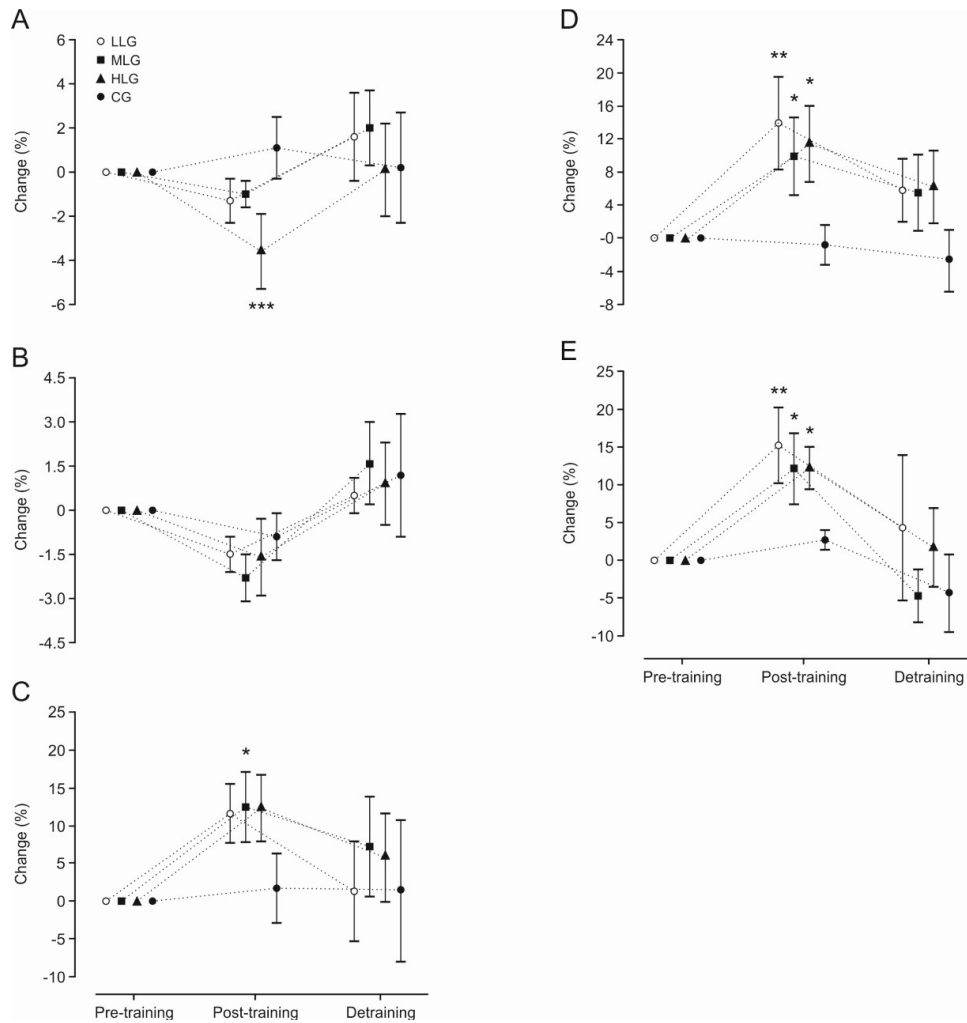 A
Change (%)
6
4
2
0
-2
-4
-6
LLG
MLG
HLG
CG
***
B
Change (%)
4.5
3.0
1.5
0
-1.5
-3.0
-4.5
C
Change (%)
25
20
15
10
5
0
-5
-10
*
Pre-training Post-training Detraining
D
Change (%)
24
20
16
12
8
4
-0
-4
-8
**
*
*
E
Change (%)
25
20
15
10
5
0
-5
-10
**
*
*
Pre-training Post-training Detraining